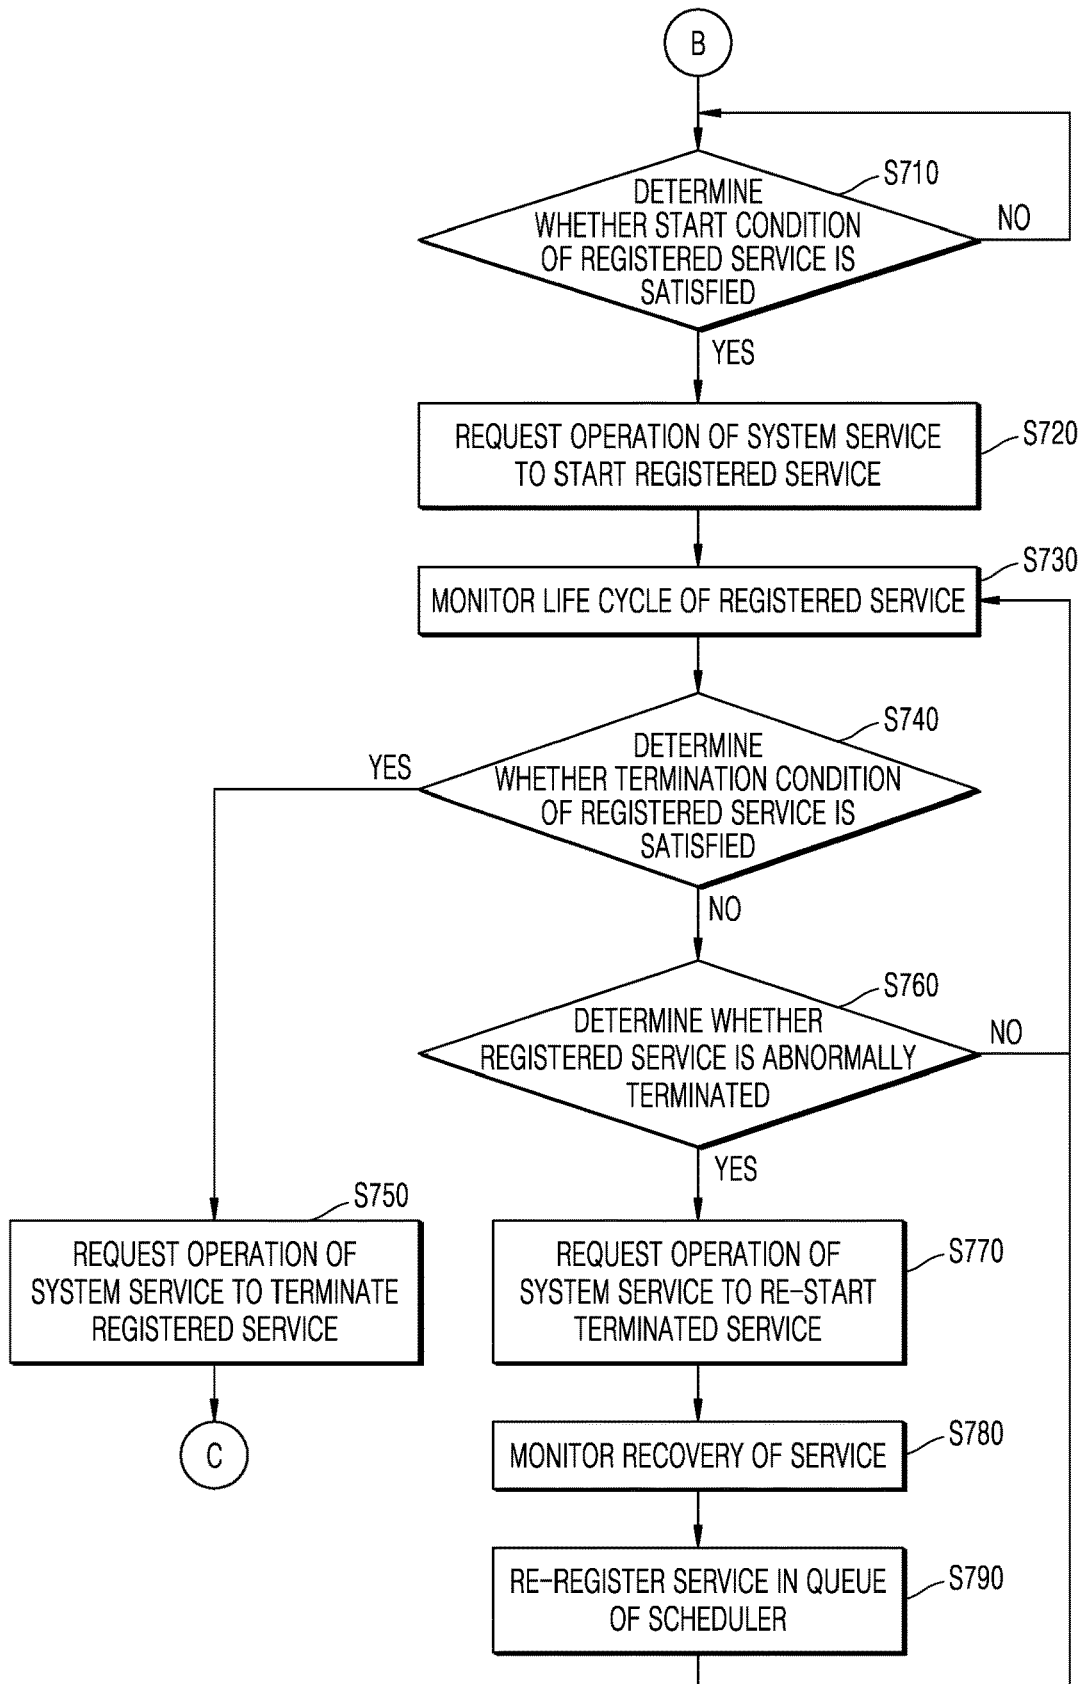 B
S710
DETERMINE
WHETHER START CONDITION
OF REGISTERED SERVICE IS
SATISFIED
NO
YES
S720
REQUEST OPERATION OF SYSTEM SERVICE
TO START REGISTERED SERVICE
S730
MONITOR LIFE CYCLE OF REGISTERED SERVICE
S740
DETERMINE
WHETHER TERMINATION CONDITION
OF REGISTERED SERVICE IS
SATISFIED
YES
NO
S760
DETERMINE WHETHER
REGISTERED SERVICE IS ABNORMALLY
TERMINATED
NO
YES
S750
REQUEST OPERATION OF
SYSTEM SERVICE TO TERMINATE
REGISTERED SERVICE
C
S770
REQUEST OPERATION OF
SYSTEM SERVICE TO RE-START
TERMINATED SERVICE
S780
MONITOR RECOVERY OF SERVICE
S790
RE-REGISTER SERVICE IN QUEUE
OF SCHEDULER